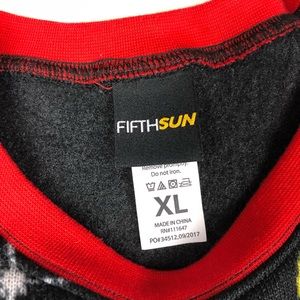 FIFTHSUN
Remove promptly.
Do not iron.
XL
MADE IN CHINA
RN#111647
PO#34512,09/2017